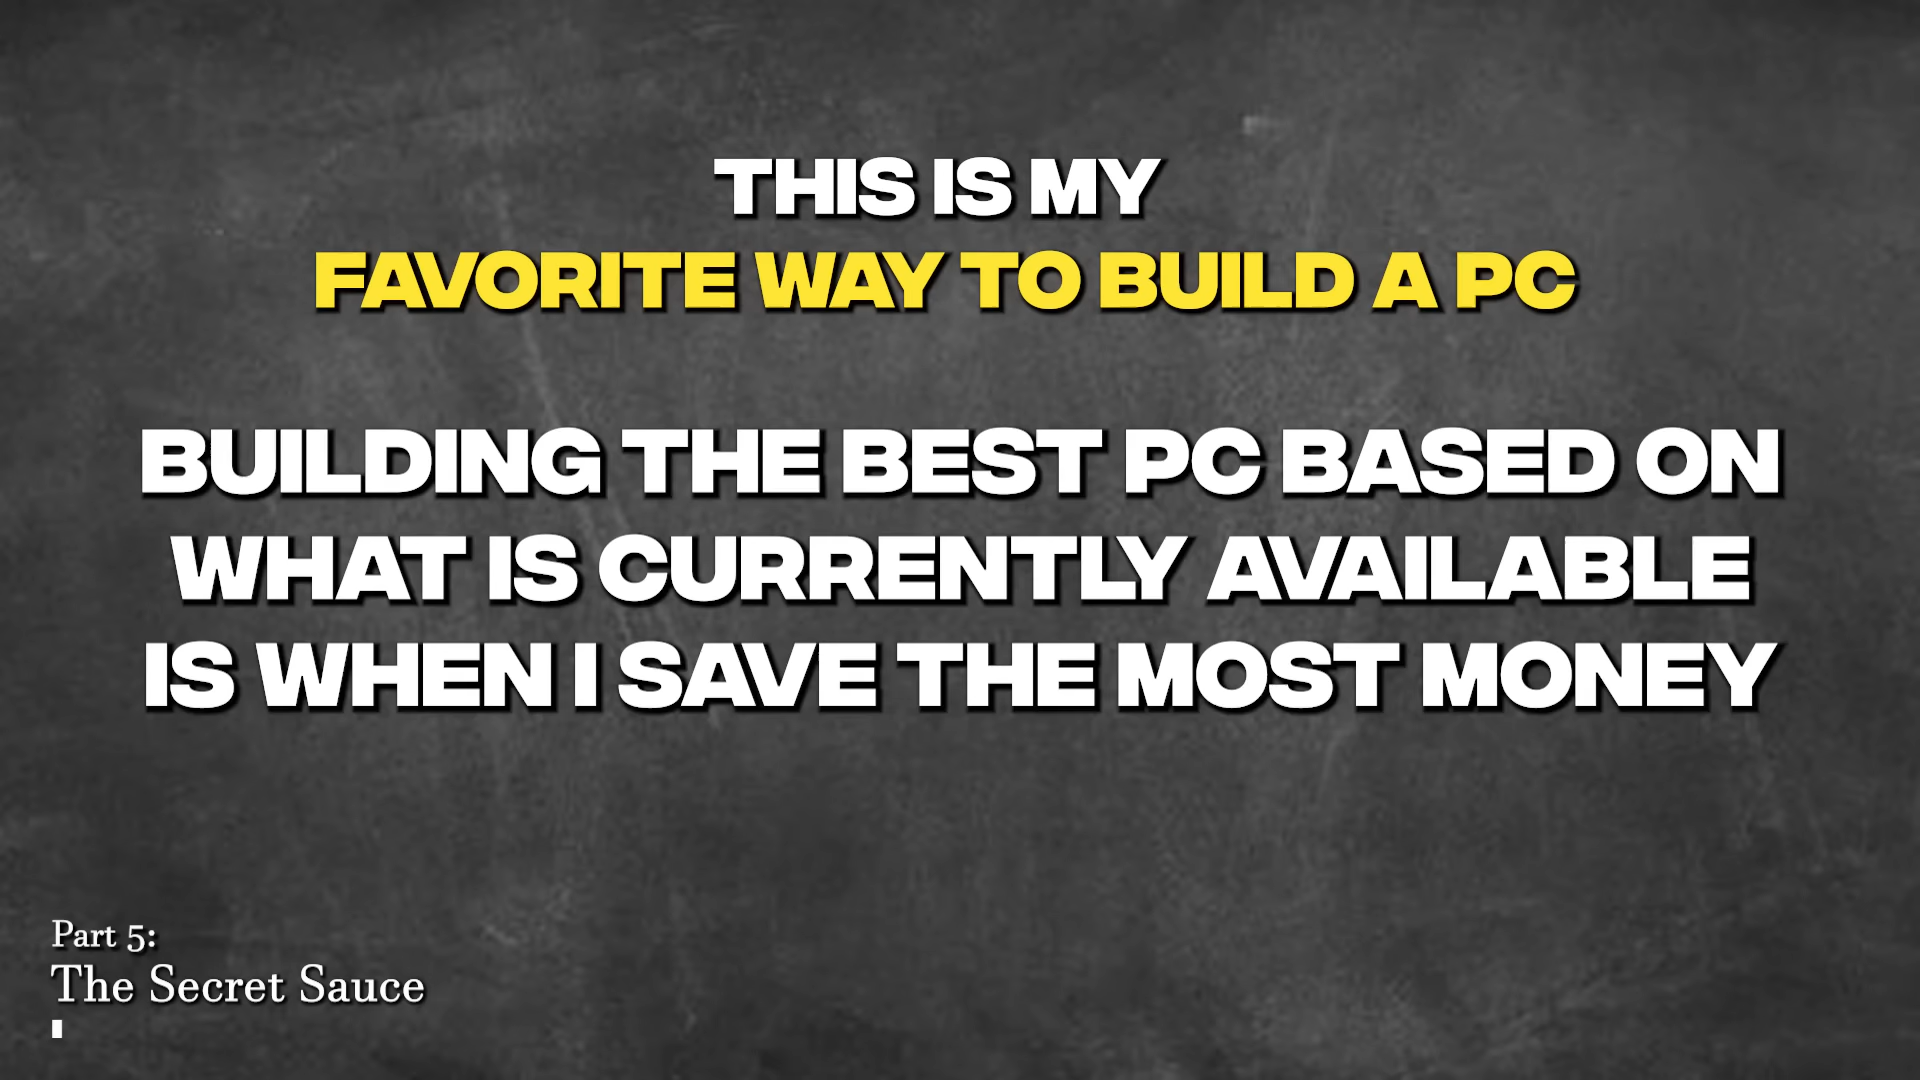 THIS IS MY
FAVORITE WAY TO BUILD A PC
BUILDING THE BEST PC BASED ON
WHAT IS CURRENTLY AVAILABLE
IS WHEN I SAVE THE MOST MONEY
Part 5:
The Secret Sauce